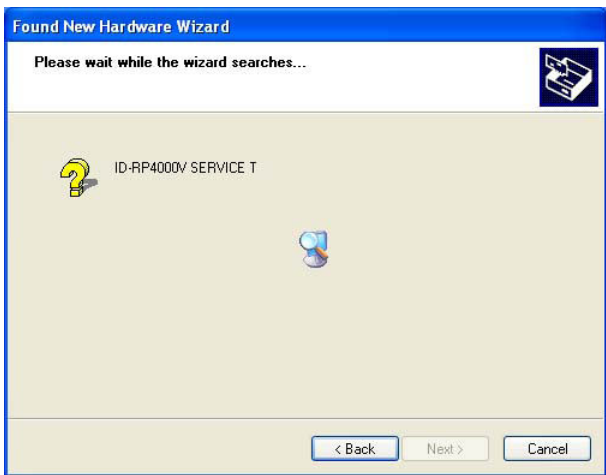 Found New Hardware Wizard
Please wait while the wizard searches...
ID-RP4000V SERVICE T
< Back
Next >
Cancel